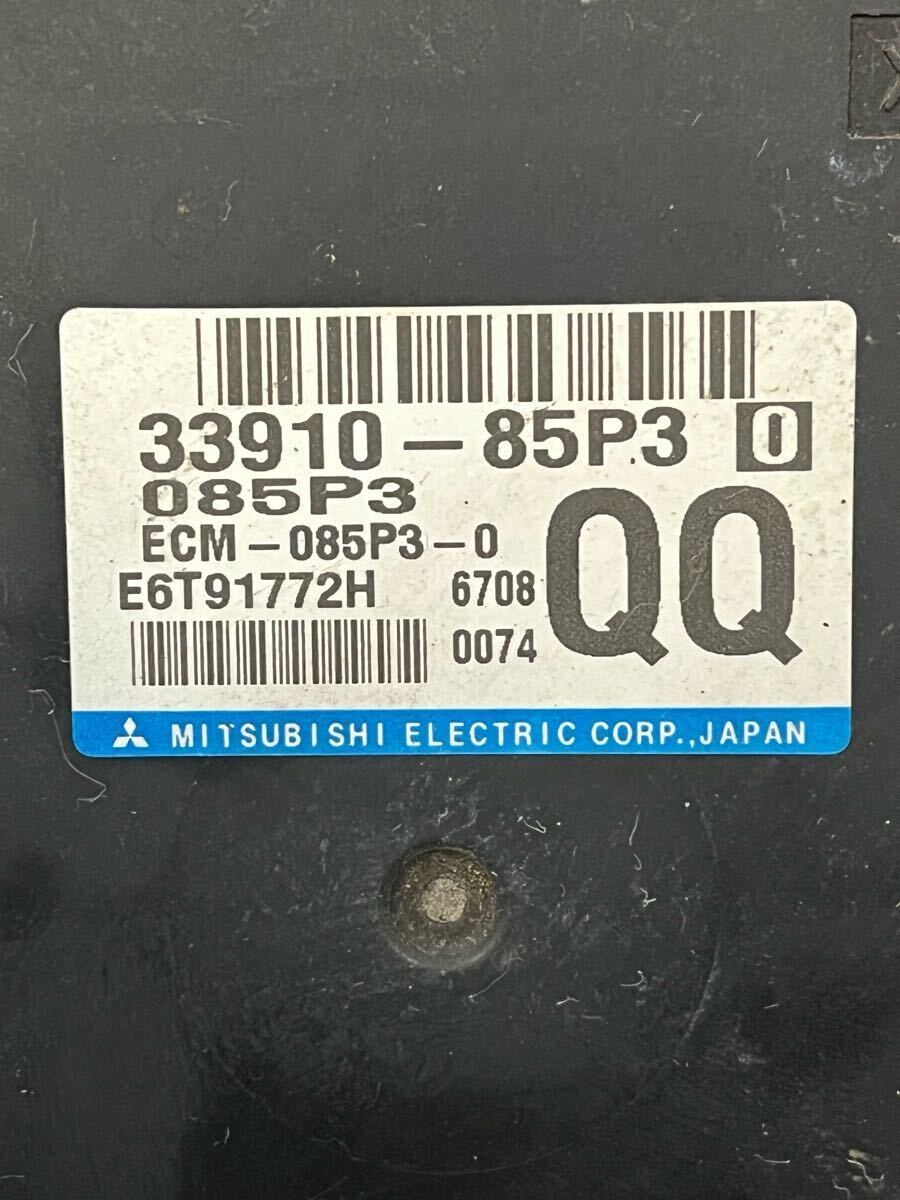 33910-85P3 0
085P3
ECM-085P3-0
QQ
E6T91772H 6708
0074
MITSUBISHI ELECTRIC CORP.,JAPAN